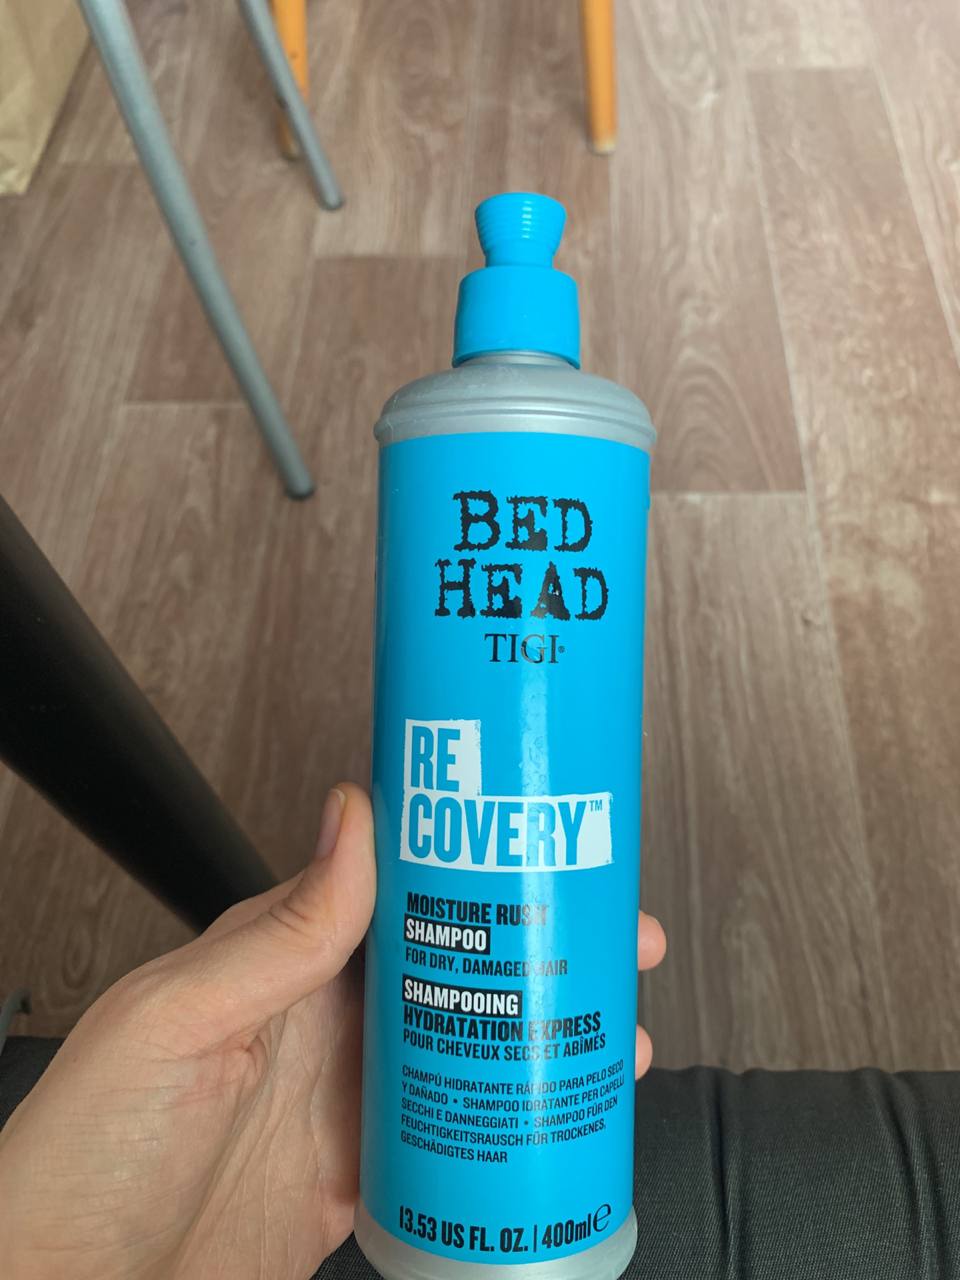 BED
HEAD
TIGI®
RE
COVERY™
MOISTURE RUSH
SHAMPOO
FOR DRY, DAMAGED HAIR
SHAMPOOING
HYDRATATION EXPRESS
POUR CHEVEUX SECS ET ABÎMÉS
CHAMPÚ HIDRATANTE RÁPIDO PARA PELO SECO
Y DAÑADO • SHAMPOO IDRATANTE PER CAPELLI
SECCHI E DANNEGGIATI • SHAMPOO FÜR DEN
FEUCHTIGKEITSRAUSCH FÜR TROCKENES,
GESCHÄDIGTES HAAR
13.53 US FL. OZ. | 400ml℮